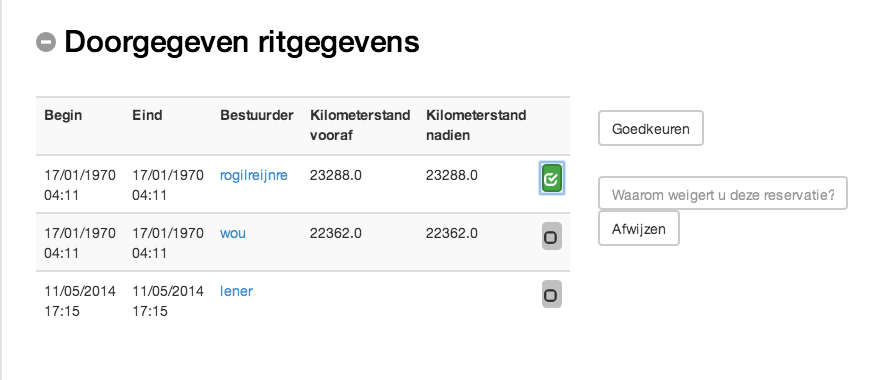 Doorgegeven ritgegevens
Begin Eind Bestuurder Kilometerstand vooraf Kilometerstand nadien
17/01/1970 04:11 17/01/1970 04:11 rogilreijnre 23288.0 23288.0
17/01/1970 04:11 17/01/1970 04:11 wou 22362.0 22362.0
11/05/2014 17:15 11/05/2014 17:15 lener
Goedkeuren
Waarom weigert u deze reservatie?
Afwijzen